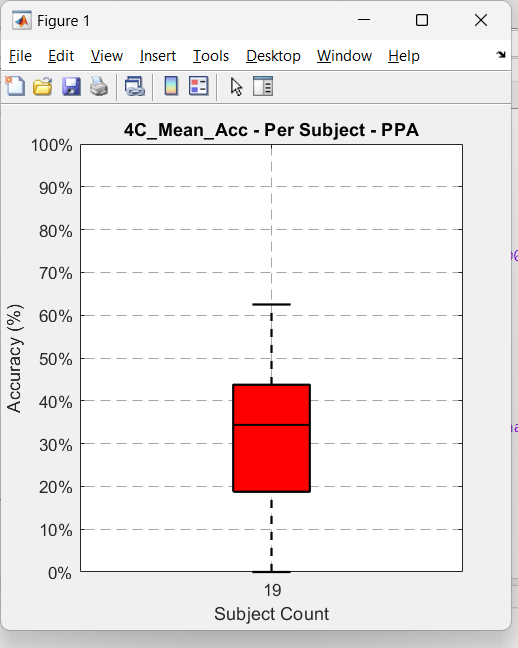 Figure 1
File Edit View Insert Tools Desktop Window Help
4C_Mean_Acc - Per Subject - PPA
100%
90%
80%
70%
60%
50%
40%
30%
20%
10%
0%
Accuracy (%)
19
Subject Count